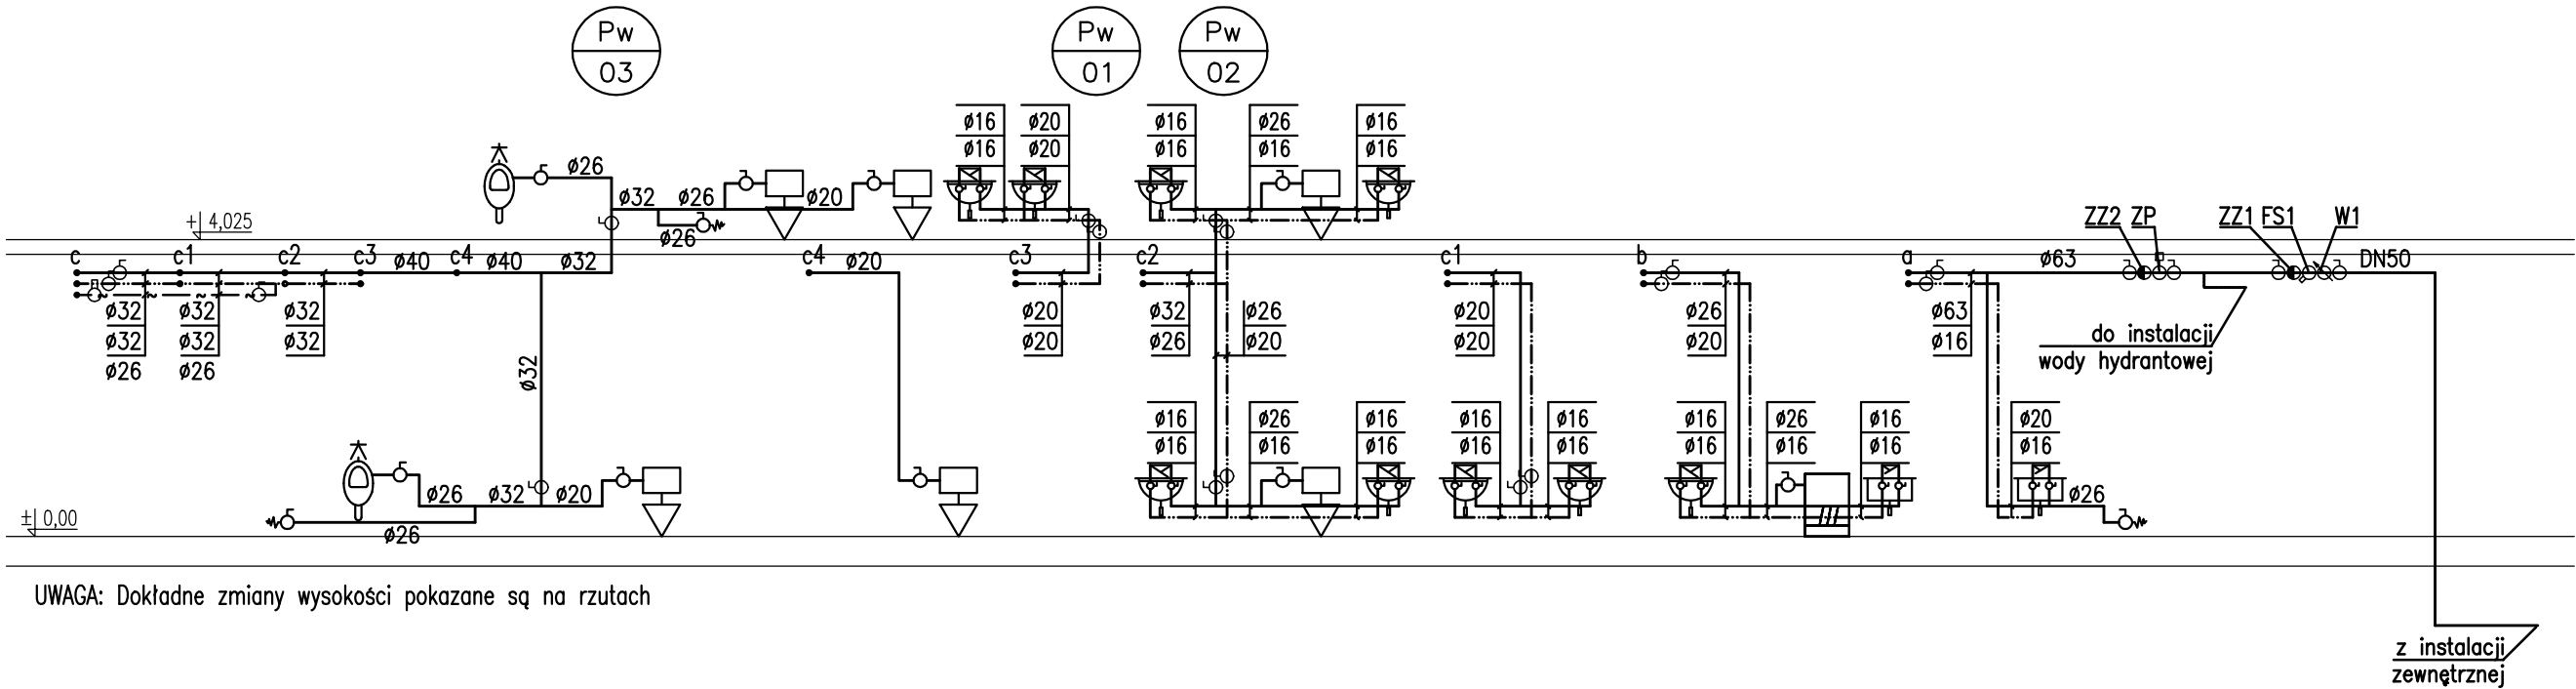 Pw
03
Pw
01
Pw
02
ø16
ø16
ø20
ø20
ø16
ø16
ø26
ø16
ø16
ø16
ø26
ø32
ø26
ø20
ø26
+ 4,025
c
c1
c2
c3
ø40
c4
ø40
ø32
c4
ø20
c3
c2
c1
b
a
ø63
ZZ2
ZP
ZZ1
FS1
W1
DN50
ø32
ø32
ø26
ø32
ø32
ø26
ø32
ø32
ø32
ø20
ø20
ø32
ø26
ø26
ø20
ø20
ø20
ø26
ø20
ø63
ø16
do instalacji
wody hydrantowej
ø16
ø16
ø26
ø16
ø16
ø16
ø16
ø16
ø16
ø16
ø16
ø16
ø26
ø16
ø16
ø16
ø20
ø16
ø26
ø26
ø32
ø20
ø26
± 0,00
UWAGA: Dokładne zmiany wysokości pokazane są na rzutach
z instalacji
zewnętrznej